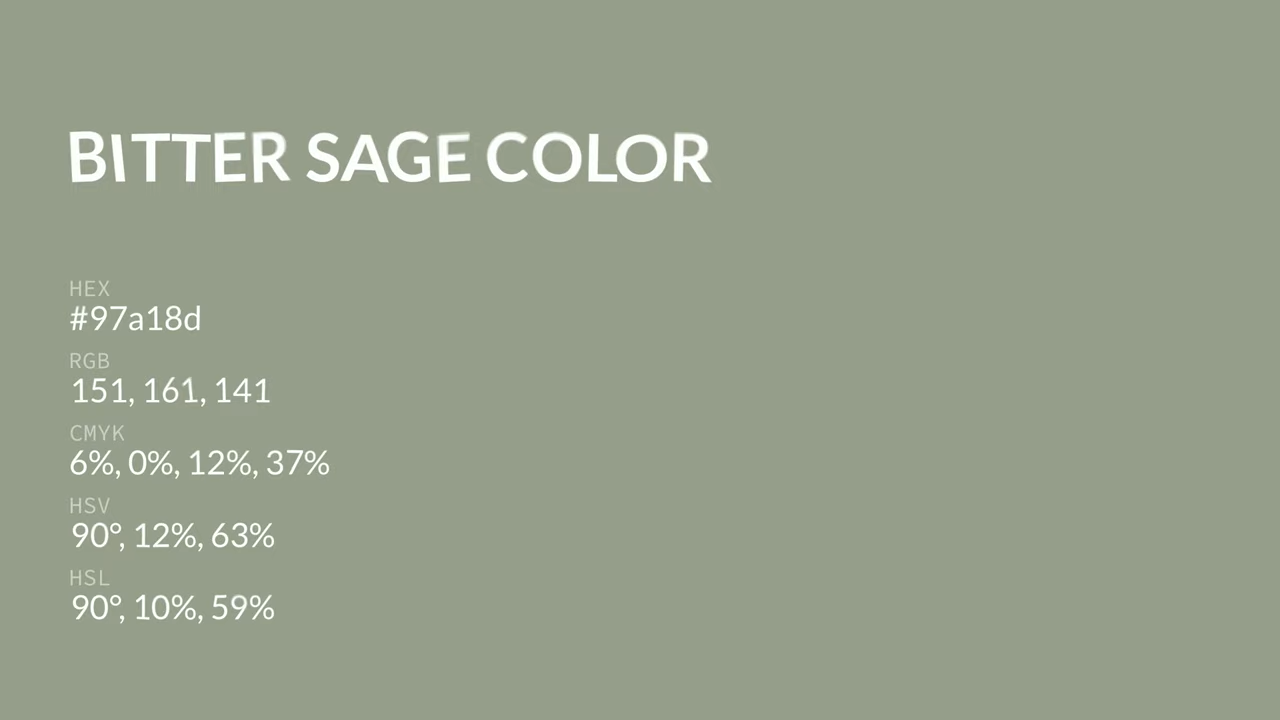 BITTER SAGE COLOR
HEX
#97a18d
RGB
151, 161, 141
CMYK
6%, 0%, 12%, 37%
HSV
90°, 12%, 63%
HSL
90°, 10%, 59%